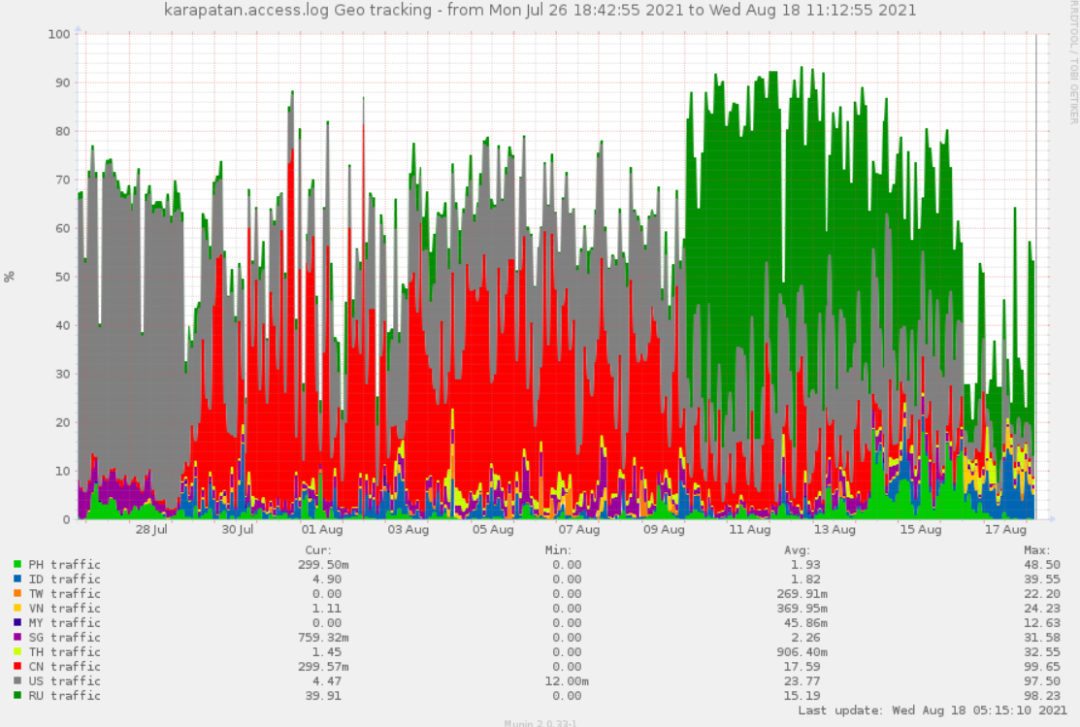 karapatan.access.log Geo tracking - from Mon Jul 26 18:42:55 2021 to Wed Aug 18 11:12:55 2021
RRDTOOL / TOBI OETIKER
100
90
80
70
60
50
40
30
20
10
0
%
28 Jul 30 Jul 01 Aug 03 Aug 05 Aug 07 Aug 09 Aug 11 Aug 13 Aug 15 Aug 17 Aug
Cur: Min: Avg: Max:
PH traffic 299.50m 0.00 1.93 48.50
ID traffic 4.90 0.00 1.82 39.55
TW traffic 0.00 0.00 269.91m 22.20
VN traffic 1.11 0.00 369.95m 24.23
MY traffic 0.00 0.00 45.86m 12.63
SG traffic 759.32m 0.00 2.26 31.58
TH traffic 1.45 0.00 906.40m 32.55
CN traffic 299.57m 0.00 17.59 99.65
US traffic 4.47 12.00m 23.77 97.50
RU traffic 39.91 0.00 15.19 98.23
Last update: Wed Aug 18 05:15:10 2021
Munin 2.0.33-1